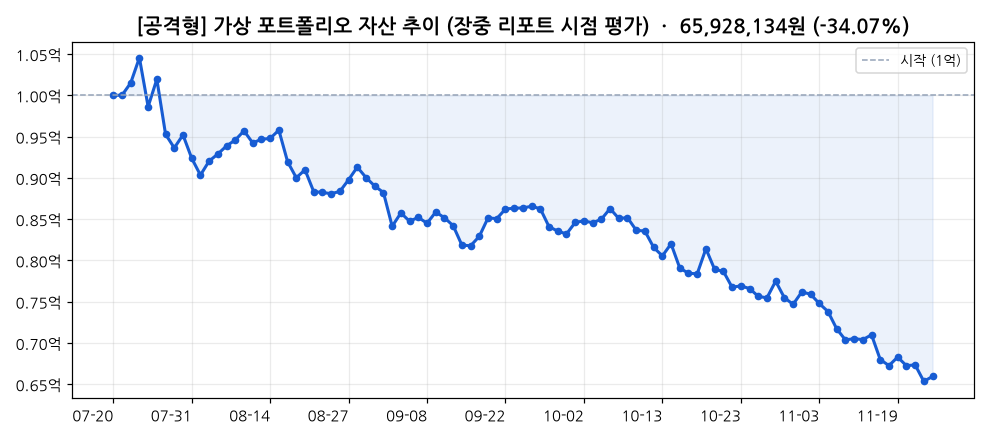 [공격형] 가상 포트폴리오 자산 추이 (장중 리포트 시점 평가) · 65,928,134원 (-34.07%)
시작 (1억)
1.05억
1.00억
0.95억
0.90억
0.85억
0.80억
0.75억
0.70억
0.65억
07-20 07-31 08-14 08-27 09-08 09-22 10-02 10-13 10-23 11-03 11-19